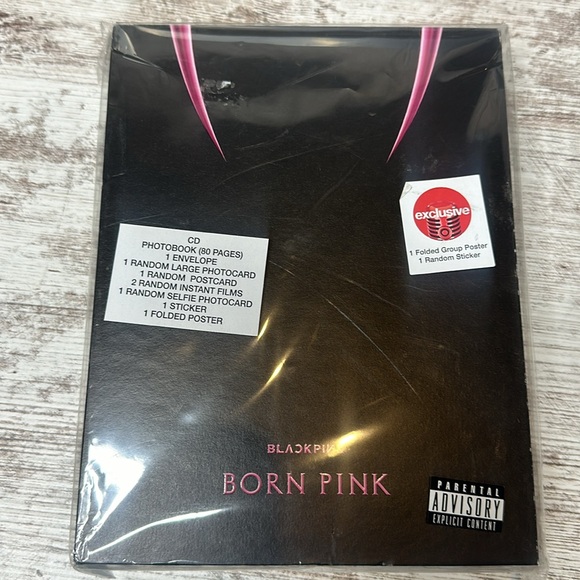 exclusive
1 Folded Group Poster
1 Random Sticker
CD
PHOTOBOOK (80 PAGES)
1 ENVELOPE
1 RANDOM LARGE PHOTOCARD
1 RANDOM POSTCARD
2 RANDOM INSTANT FILMS
1 RANDOM SELFIE PHOTOCARD
1 STICKER
1 FOLDED POSTER
BLACKPINK
BORN PINK
PARENTAL
ADVISORY
EXPLICIT CONTENT